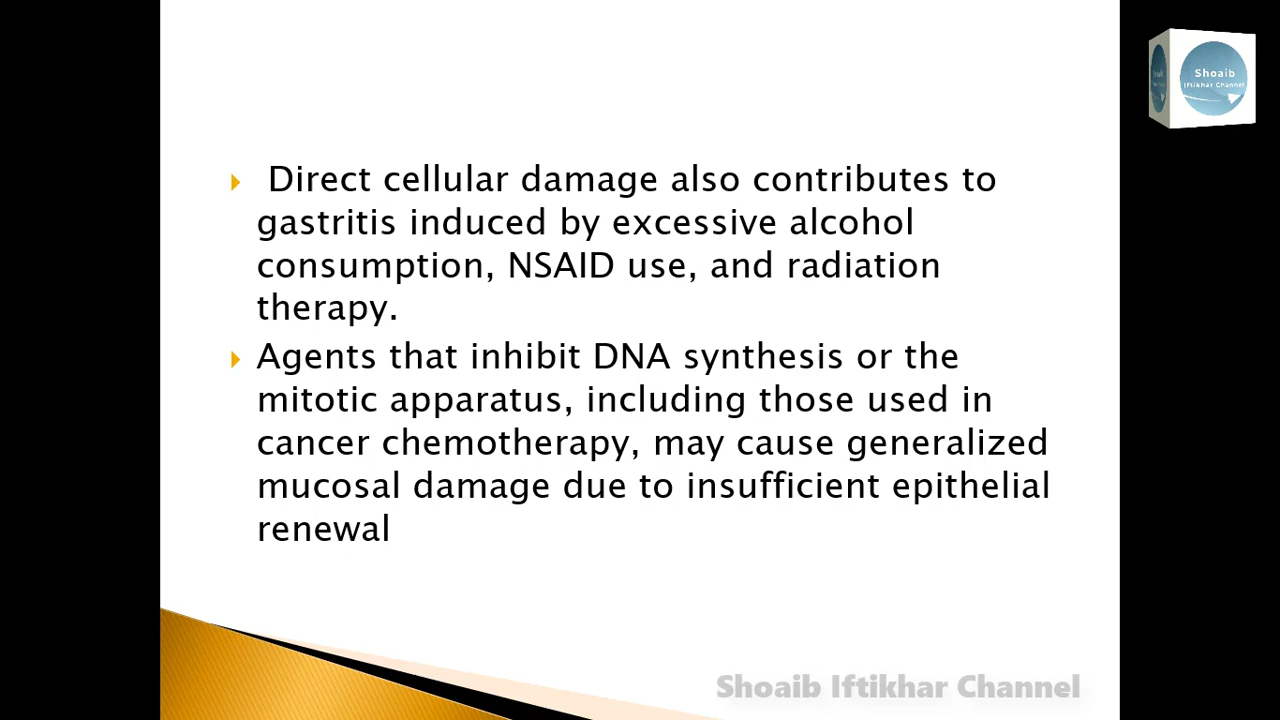 Shoaib
Iftikhar Channel
Direct cellular damage also contributes to
gastritis induced by excessive alcohol
consumption, NSAID use, and radiation
therapy.
Agents that inhibit DNA synthesis or the
mitotic apparatus, including those used in
cancer chemotherapy, may cause generalized
mucosal damage due to insufficient epithelial
renewal
Shoaib Iftikhar Channel